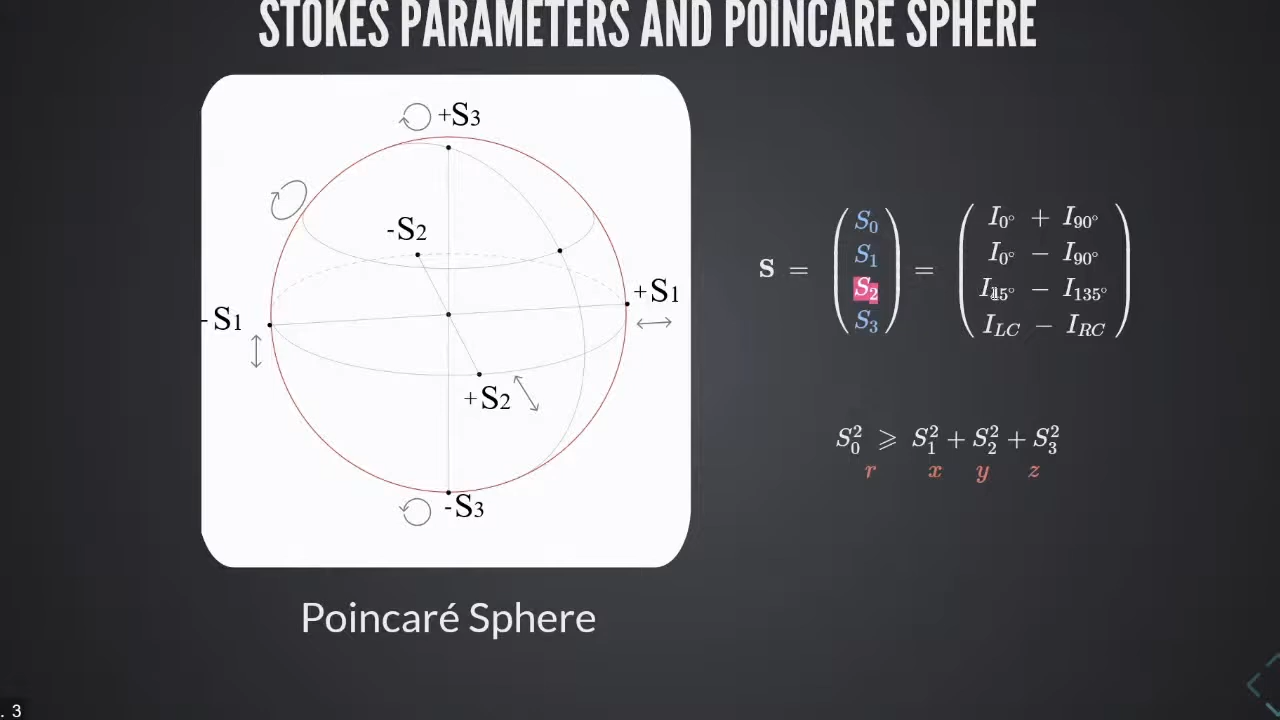 STOKES PARAMETERS AND POINCARE SPHERE
+S3
-S2
+S1
-S1
+S2
-S3
Poincaré Sphere
S = ( S0 S1 S2 S3 ) = ( I0° + I90° I0° − I90° I45° − I135° ILC − IRC )
S0² ⩾ S1² + S2² + S3²
r x y z
. 3